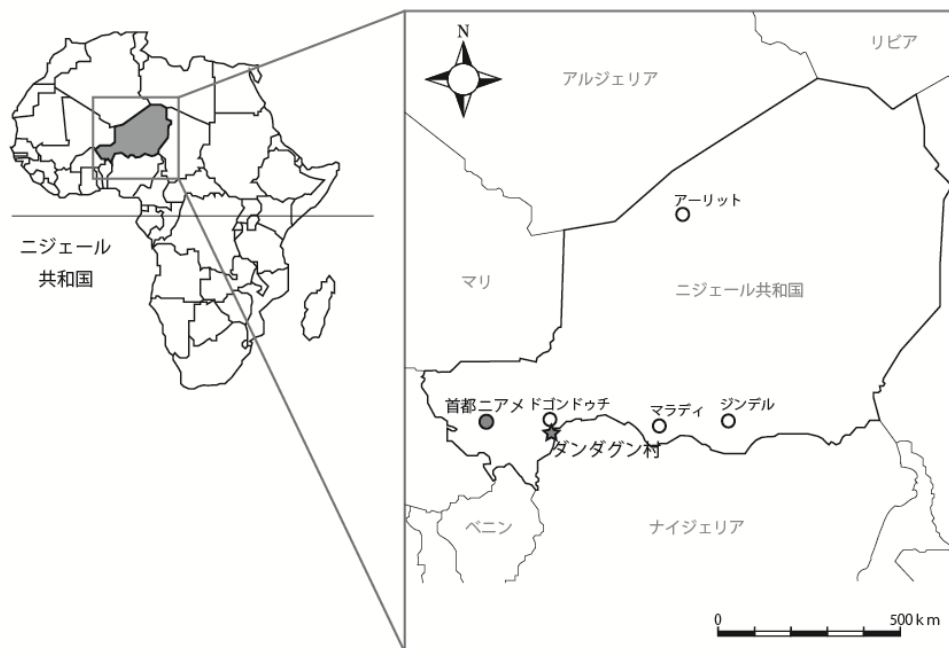 ニジェール
共和国
N
リビア
アルジェリア
アーリット
マリ
ニジェール共和国
首都ニアメ
ドゴンドゥチ
マラディ
ジンデル
ダンダグン村
ベニン
ナイジェリア
0
500 km